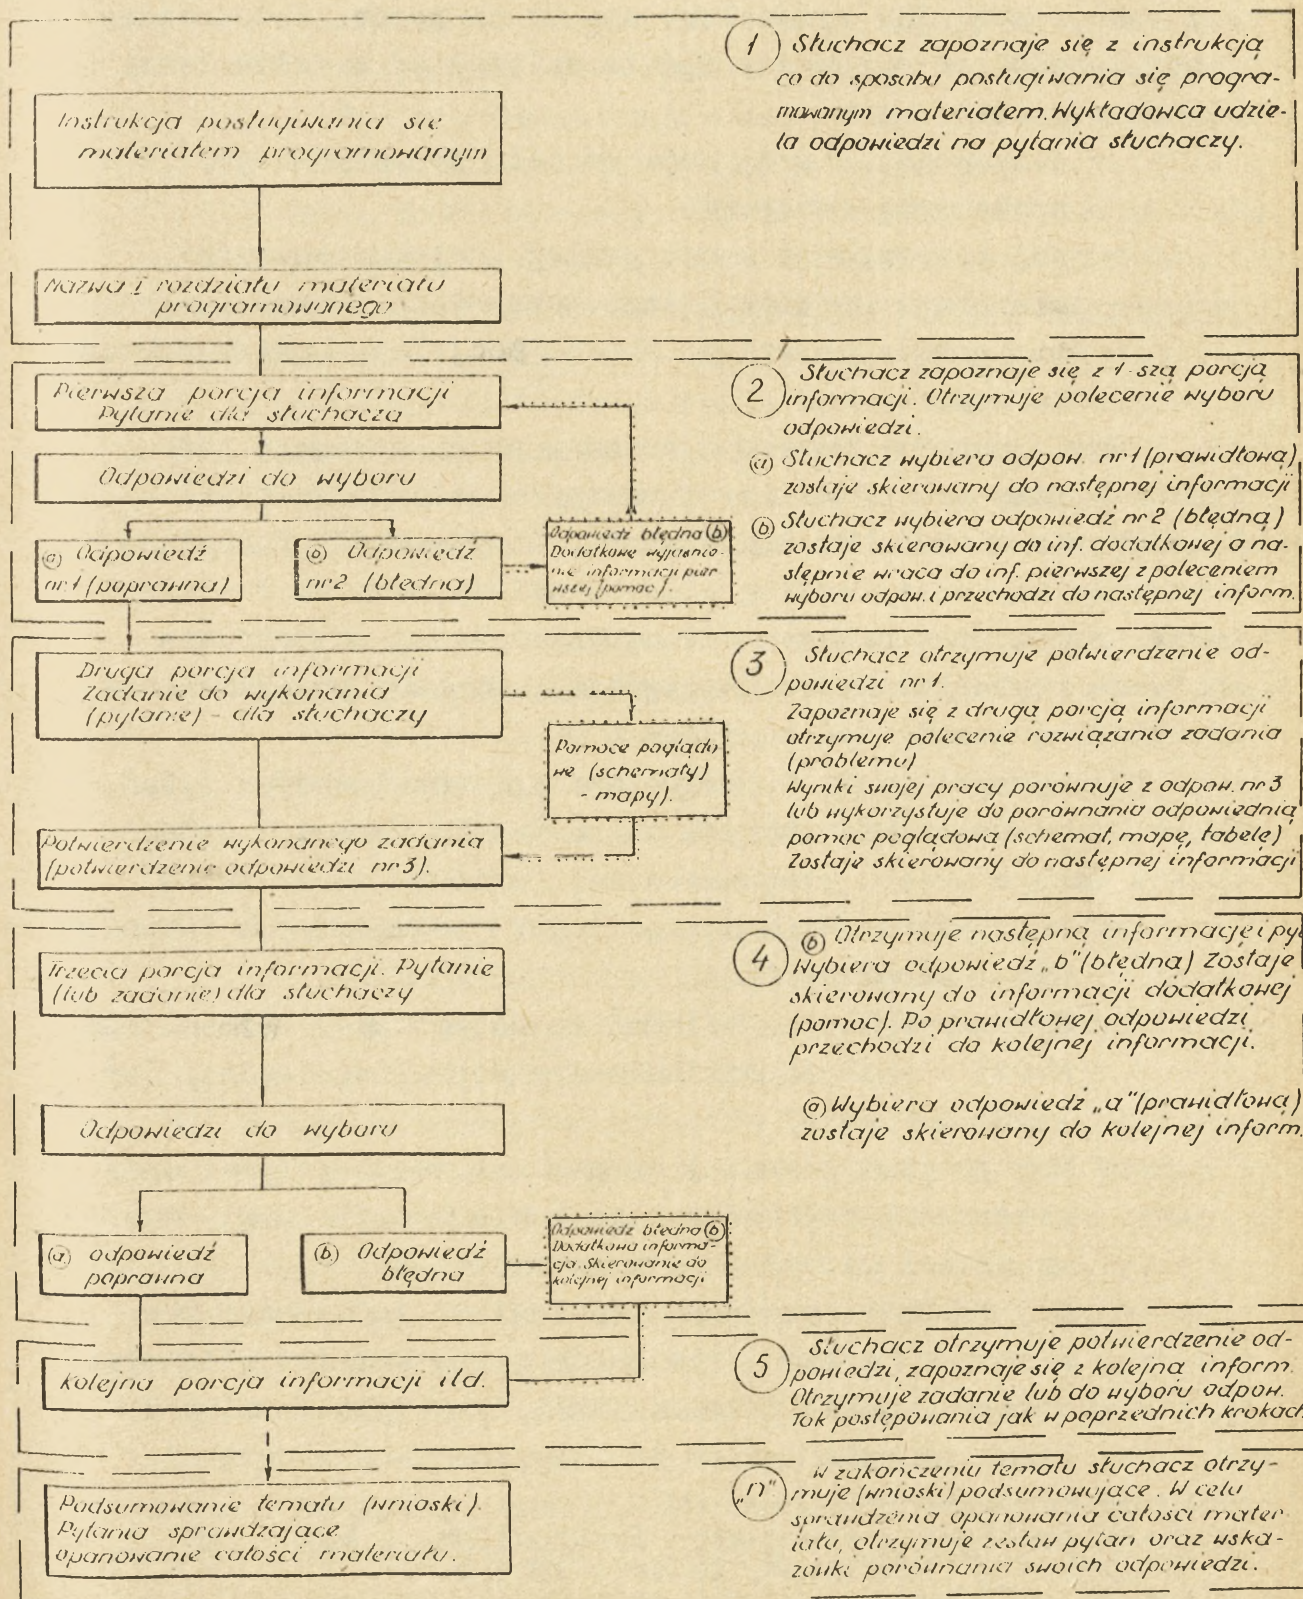 1 Słuchacz zapoznaje się z instrukcją
co do sposobu posługiwania się progra-
mowanym materiałem. Wykładowca udzie-
la odpowiedzi na pytania słuchaczy.
Instrukcja posługiwania się
materiałem programowanym
Nazwa I rozdziału materiału
programowanego
Pierwsza porcja informacji
Pytanie dla słuchacza
Odpowiedzi do wyboru
a Odpowiedź
nr 1 (poprawna)
b Odpowiedź
nr 2 (błędna)
Odpowiedź błędna b
Dodatkowe wyjaśnie-
nie informacji pier
wszej (pomoc).
2 Słuchacz zapoznaje się z 1-szą porcją
informacji. Otrzymuje polecenie wyboru
odpowiedzi.
a Słuchacz wybiera odpow. nr 1 (prawidłową)
zostaje skierowany do następnej informacji
b Słuchacz wybiera odpowiedź nr 2 (błędną)
zostaje skierowany do inf. dodatkowej a na-
stępnie wraca do inf. pierwszej z poleceniem
wyboru odpow. i przechodzi do następnej inform.
Druga porcja informacji
Zadanie do wykonania
(pytanie) - dla słuchaczy
Pomoce poglądo
we (schematy)
- mapy).
Potwierdzenie wykonanego zadania
(potwierdzenie odpowiedzi nr 3).
3 Słuchacz otrzymuje potwierdzenie od-
powiedzi nr 1.
Zapoznaje się z drugą porcją informacji
otrzymuje polecenie rozwiązania zadania
(problemu)
Wyniki swojej pracy porównuje z odpow. nr 3
lub wykorzystuje do porównania odpowiednią
pomoc poglądową (schemat, mapę, tabelę)
Zostaje skierowany do następnej informacji
Trzecia porcja informacji. Pytanie
(lub zadanie) dla słuchaczy
Odpowiedzi do wyboru
a odpowiedź
poprawna
b Odpowiedź
błędna
Odpowiedź błędna b
Dodatkowa informa-
cja. Skierowanie do
kolejnej informacji
4 b Otrzymuje następną informację i pyt
Wybiera odpowiedź „b" (błędną) Zostaje
skierowany do informacji dodatkowej
(pomoc). Po prawidłowej odpowiedzi
przechodzi do kolejnej informacji.
a Wybiera odpowiedź „a" (prawidłową)
zostaje skierowany do kolejnej inform.
kolejna porcja informacji itd.
5 Słuchacz otrzymuje potwierdzenie od-
powiedzi, zapoznaje się z kolejną inform.
Otrzymuje zadanie lub do wyboru odpow.
Tok postępowania jak w poprzednich krokach
Podsumowanie tematu (wnioski).
Pytania sprawdzające
opanowanie całości materiału.
„n" W zakończeniu tematu słuchacz otrzy-
muje (wnioski) podsumowujące. W celu
sprawdzenia opanowania całości mater
iału, otrzymuje zestaw pytań oraz wska-
zówki porównania swoich odpowiedzi.